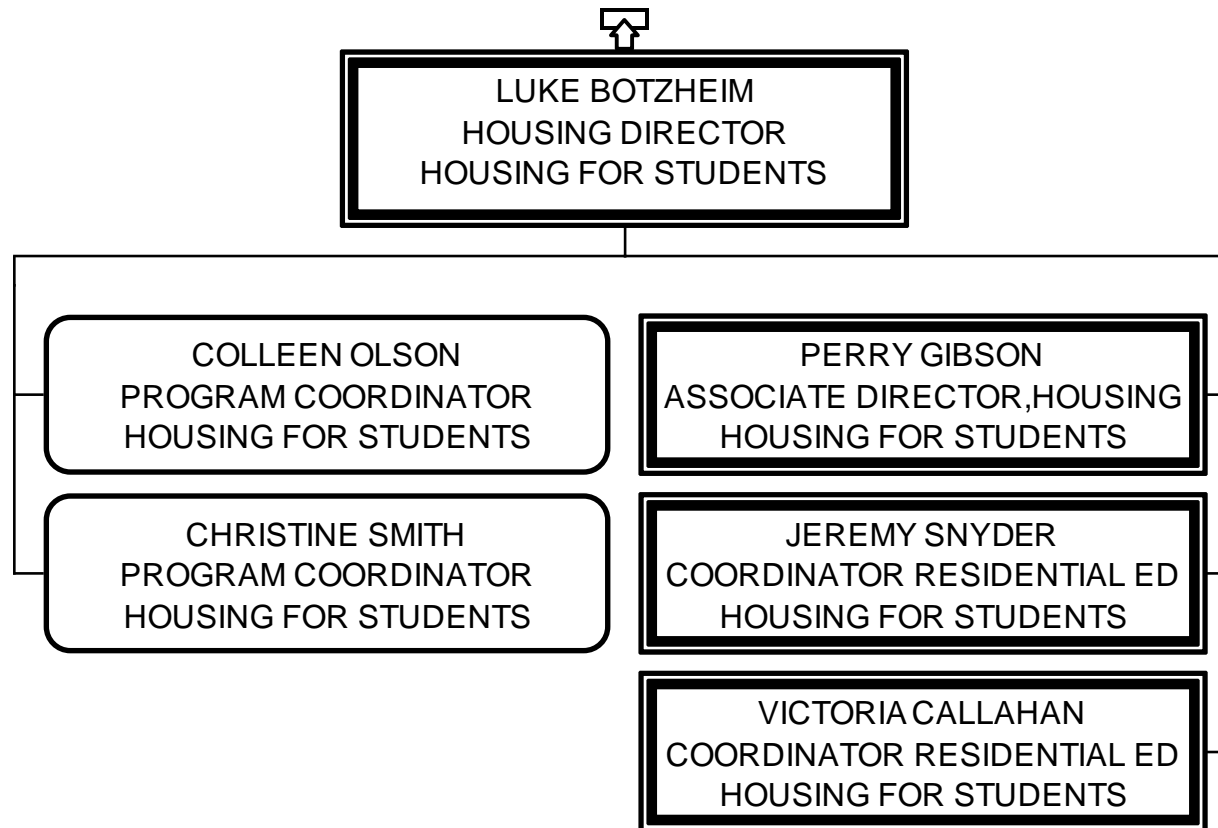 LUKE BOTZHEIM
HOUSING DIRECTOR
HOUSING FOR STUDENTS
COLLEEN OLSON
PROGRAM COORDINATOR
HOUSING FOR STUDENTS
PERRY GIBSON
ASSOCIATE DIRECTOR,HOUSING
HOUSING FOR STUDENTS
CHRISTINE SMITH
PROGRAM COORDINATOR
HOUSING FOR STUDENTS
JEREMY SNYDER
COORDINATOR RESIDENTIAL ED
HOUSING FOR STUDENTS
VICTORIA CALLAHAN
COORDINATOR RESIDENTIAL ED
HOUSING FOR STUDENTS